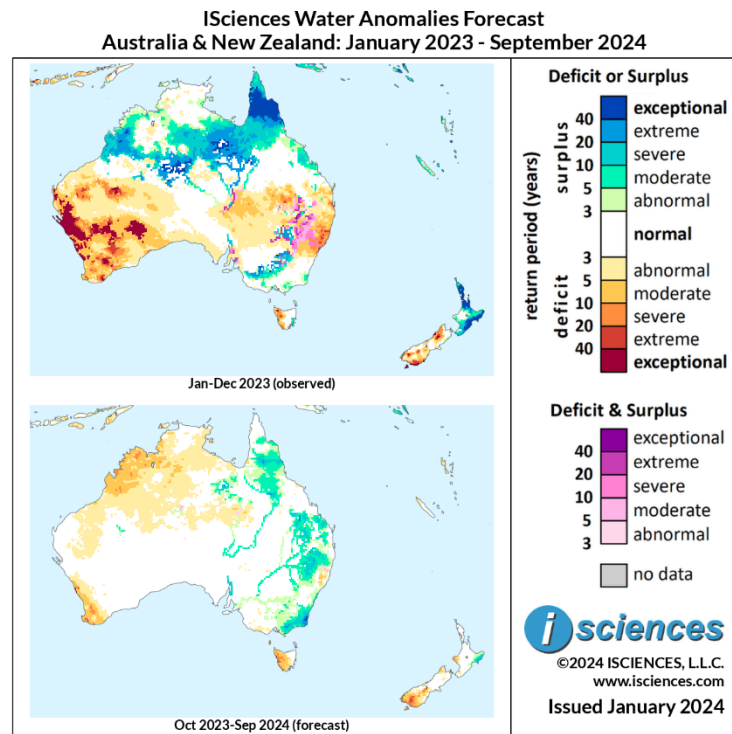 ISciences Water Anomalies Forecast
Australia & New Zealand: January 2023 - September 2024
Jan-Dec 2023 (observed)
Oct 2023-Sep 2024 (forecast)
Deficit or Surplus
return period (years)
surplus
deficit
exceptional
40
extreme
20
severe
10
moderate
5
abnormal
3
normal
3
abnormal
5
moderate
10
severe
20
extreme
40
exceptional
Deficit & Surplus
exceptional
40
extreme
20
severe
10
moderate
5
abnormal
3
no data
i sciences
©2024 ISCIENCES, L.L.C.
www.isciences.com
Issued January 2024